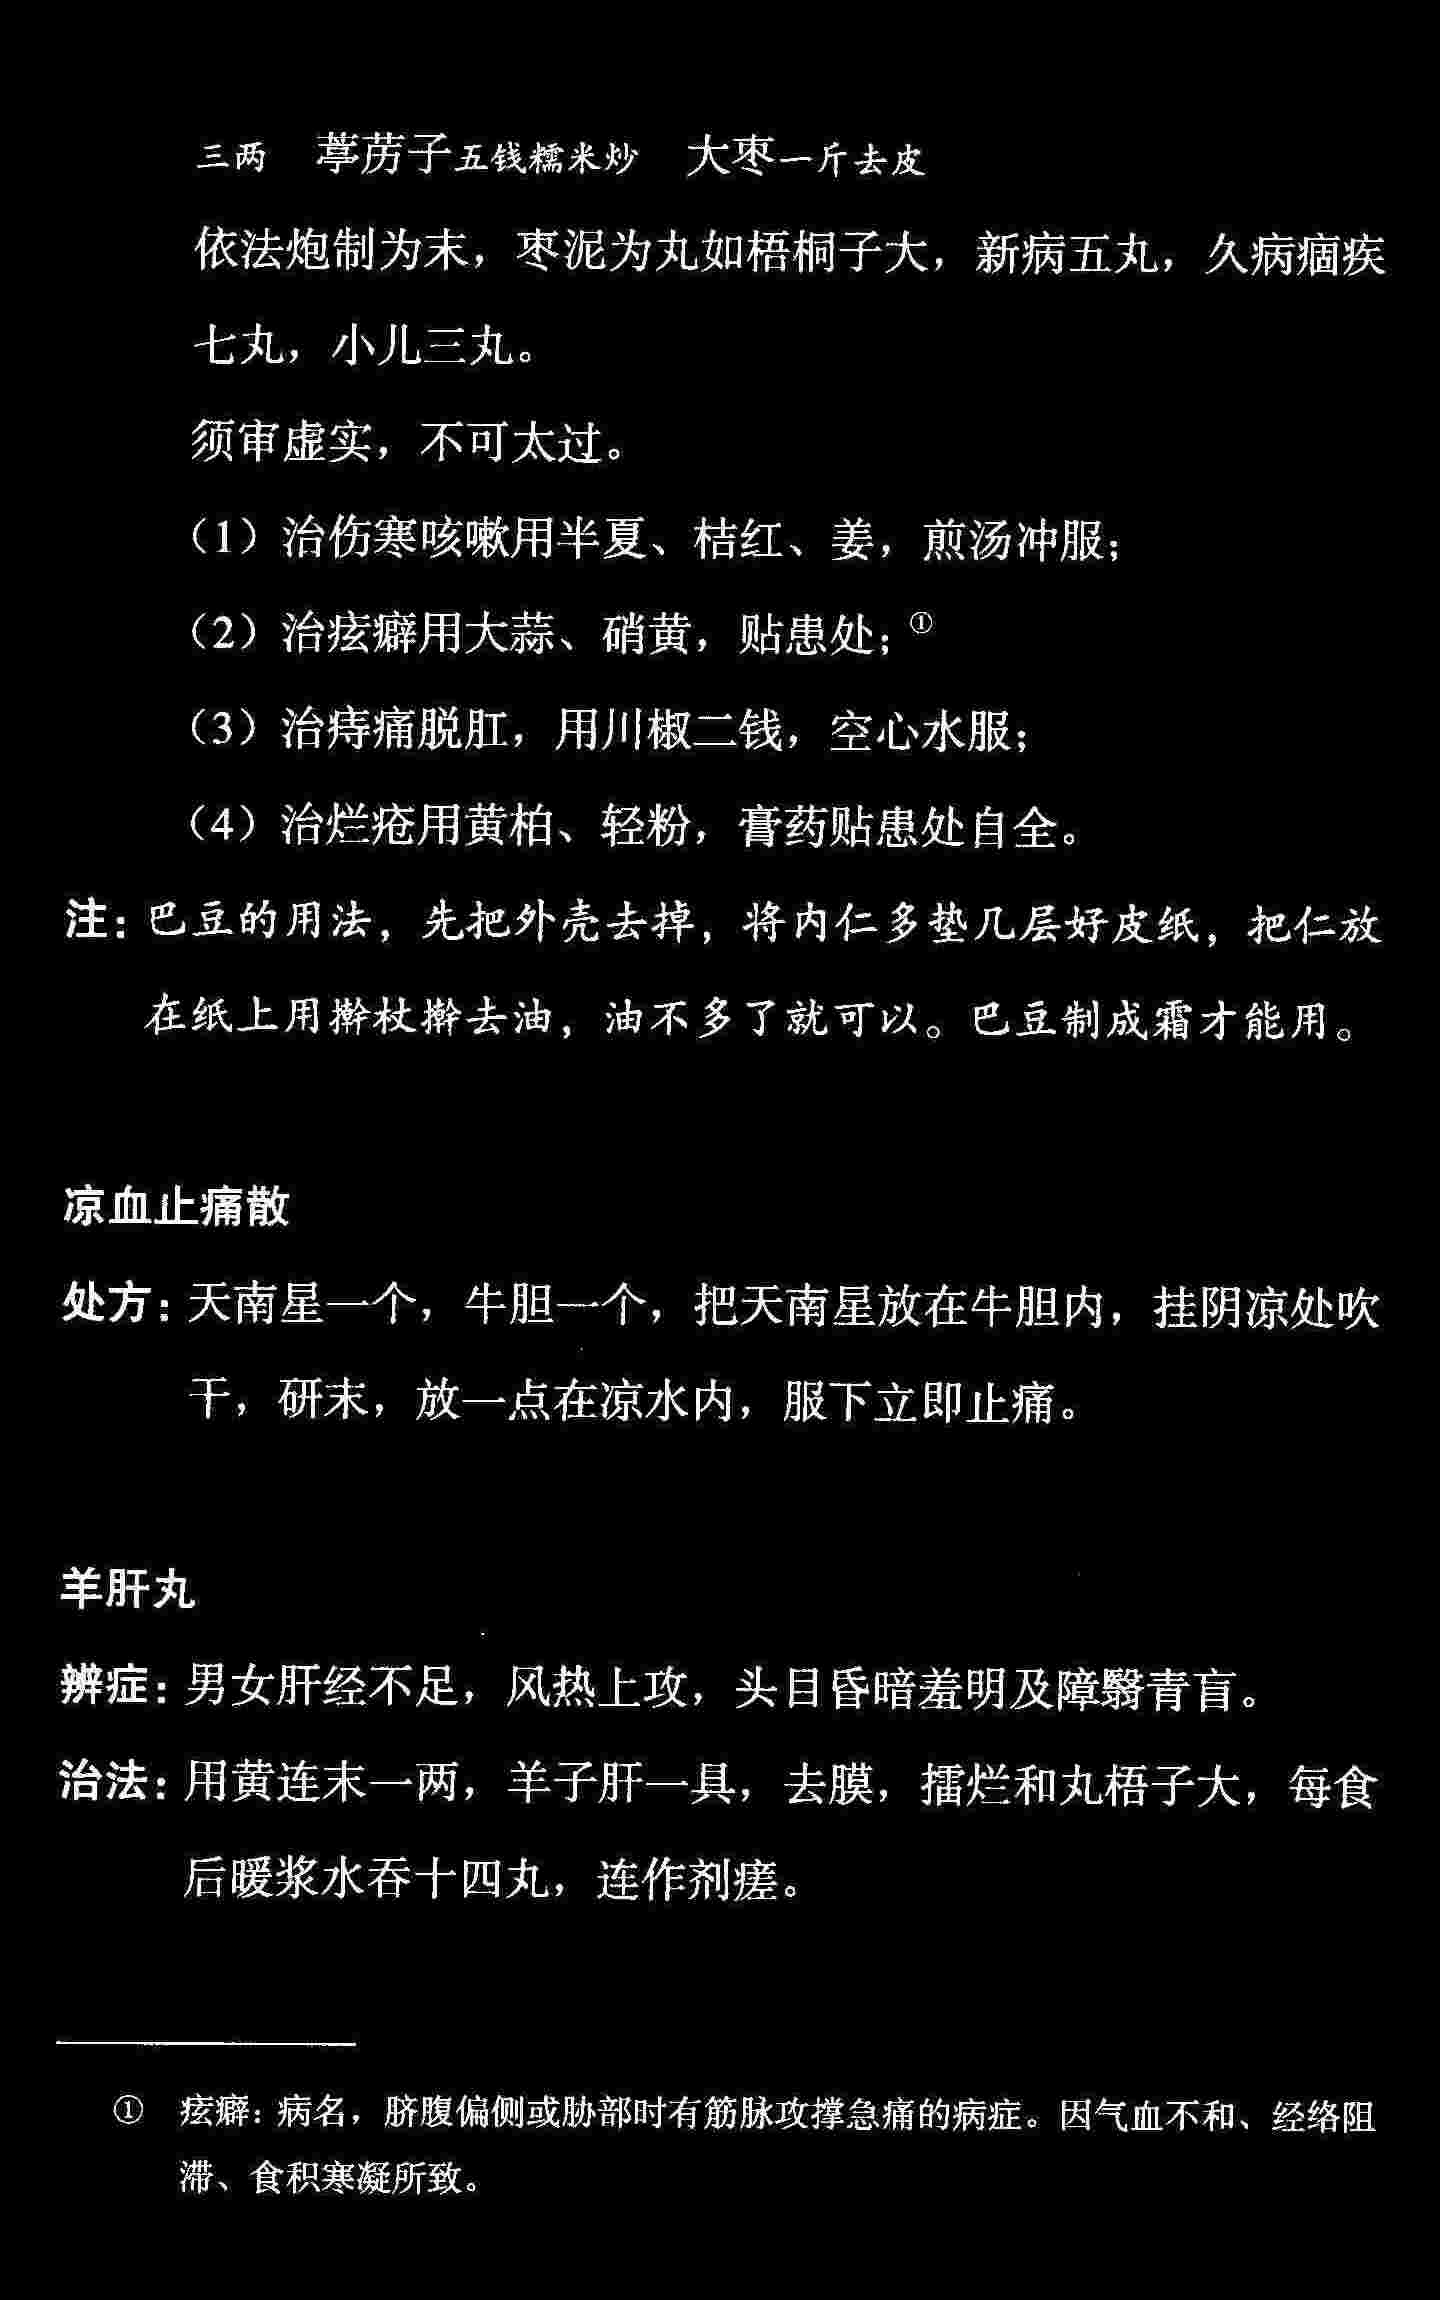 三两　葶苈子五钱糯米炒　大枣一斤去皮
依法炮制为末，枣泥为丸如梧桐子大，新病五丸，久病痼疾
七丸，小儿三丸。
须审虚实，不可太过。
（1）治伤寒咳嗽用半夏、桔红、姜，煎汤冲服；
（2）治痃癖用大蒜、硝黄，贴患处；①
（3）治痔痛脱肛，用川椒二钱，空心水服；
（4）治烂疮用黄柏、轻粉，膏药贴患处自全。
注：巴豆的用法，先把外壳去掉，将内仁多垫几层好皮纸，把仁放
在纸上用擀杖擀去油，油不多了就可以。巴豆制成霜才能用。
凉血止痛散
处方：天南星一个，牛胆一个，把天南星放在牛胆内，挂阴凉处吹
干，研末，放一点在凉水内，服下立即止痛。
羊肝丸
辨症：男女肝经不足，风热上攻，头目昏暗羞明及障翳青盲。
治法：用黄连末一两，羊子肝一具，去膜，擂烂和丸梧子大，每食
后暖浆水吞十四丸，连作剂瘥。
① 痃癖：病名，脐腹偏侧或胁部时有筋脉攻撑急痛的病症。因气血不和、经络阻
滞、食积寒凝所致。